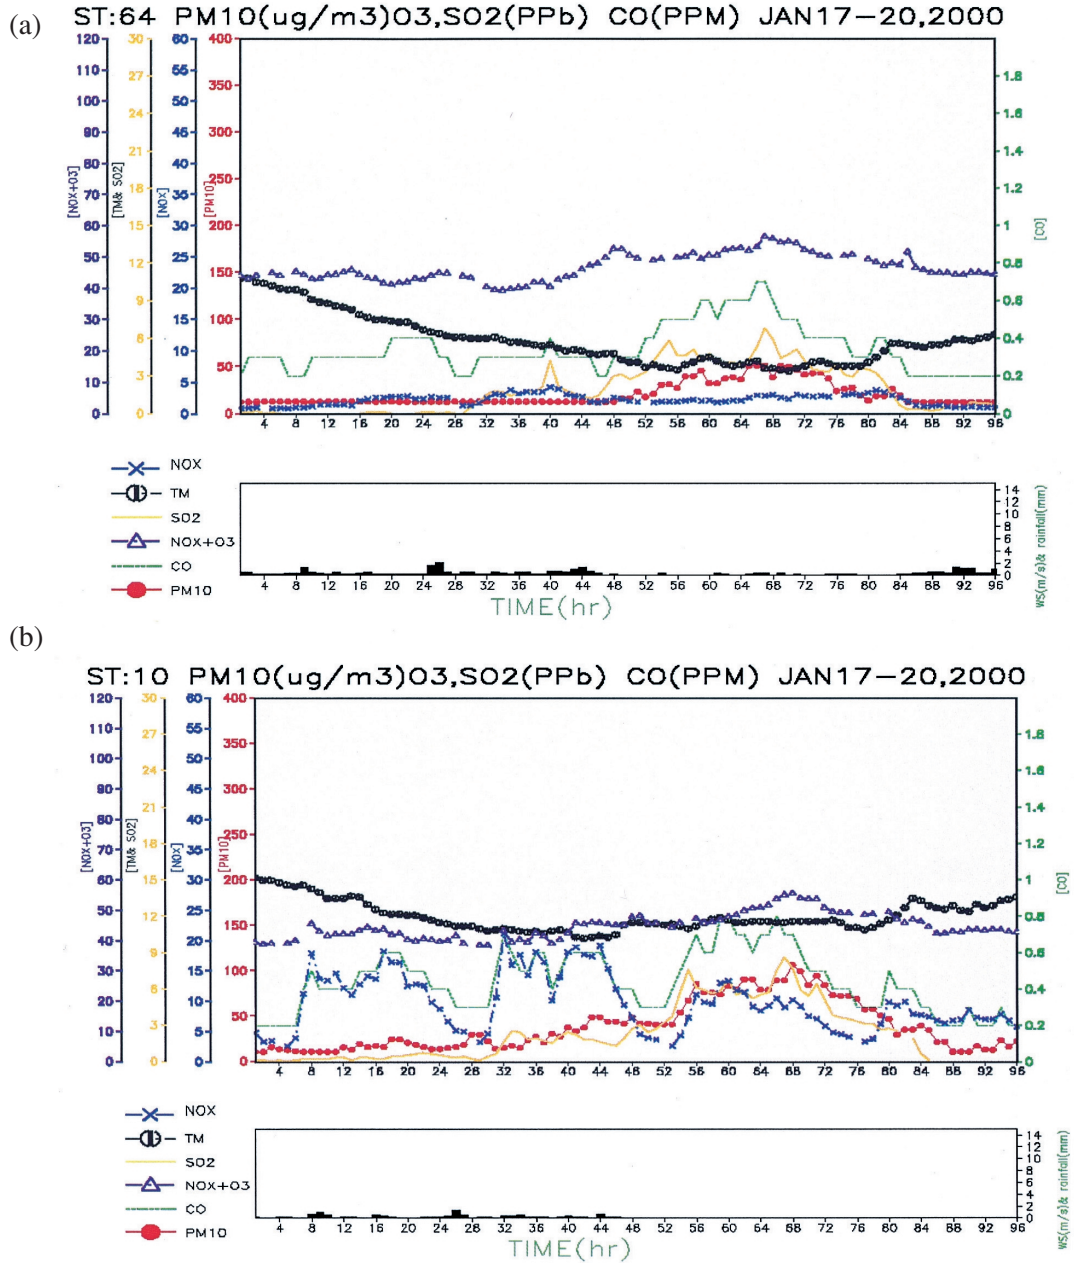 (a)
ST:64 PM10(ug/m3)O3,SO2(PPb) CO(PPM) JAN17-20,2000
120 30 60 400
110 27 55 350 1.8
100 24 50 300 1.6
90 21 45 250 1.4
80 18 40 200 1.2
70 15 35 150 1
60 12 30 100 0.8
50 9 25 50 0.6
40 6 20 0 0.4
30 3 15 0.2
20 0 10 0
10 5
0 0
[NOX+O3] [TM& SO2] [NOX] [PM10] [CO]
4 8 12 16 20 24 28 32 36 40 44 48 52 56 60 64 68 72 76 80 84 88 92 96
NOX
TM
SO2
NOX+O3
CO
PM10
14
12
10
8
6
4
2
0
WS(m/s)& rainfall(mm)
4 8 12 16 20 24 28 32 36 40 44 48 52 56 60 64 68 72 76 80 84 88 92 96
TIME(hr)
(b)
ST:10 PM10(ug/m3)O3,SO2(PPb) CO(PPM) JAN17-20,2000
120 30 60 400
110 27 55 350 1.8
100 24 50 300 1.6
90 21 45 250 1.4
80 18 40 200 1.2
70 15 35 150 1
60 12 30 100 0.8
50 9 25 50 0.6
40 6 20 0 0.4
30 3 15 0.2
20 0 10 0
10 5
0 0
[NOX+O3] [TM& SO2] [NOX] [PM10] [CO]
4 8 12 16 20 24 28 32 36 40 44 48 52 56 60 64 68 72 76 80 84 88 92 96
NOX
TM
SO2
NOX+O3
CO
PM10
14
12
10
8
6
4
2
0
WS(m/s)& rainfall(mm)
4 8 12 16 20 24 28 32 36 40 44 48 52 56 60 64 68 72 76 80 84 88 92 96
TIME(hr)